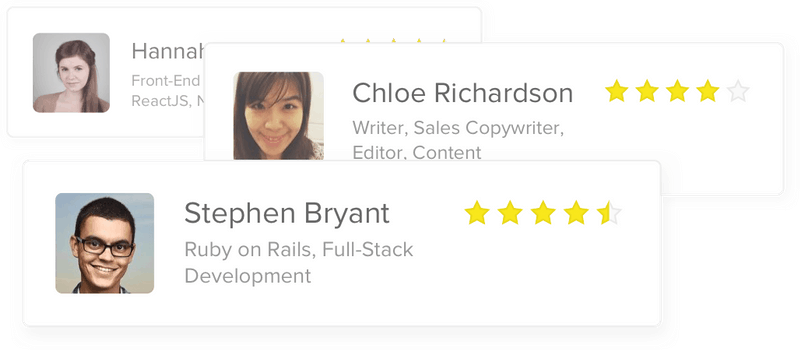 Hannah
Front-End
ReactJS,
Chloe Richardson
Writer, Sales Copywriter,
Editor, Content
Stephen Bryant
Ruby on Rails, Full-Stack
Development